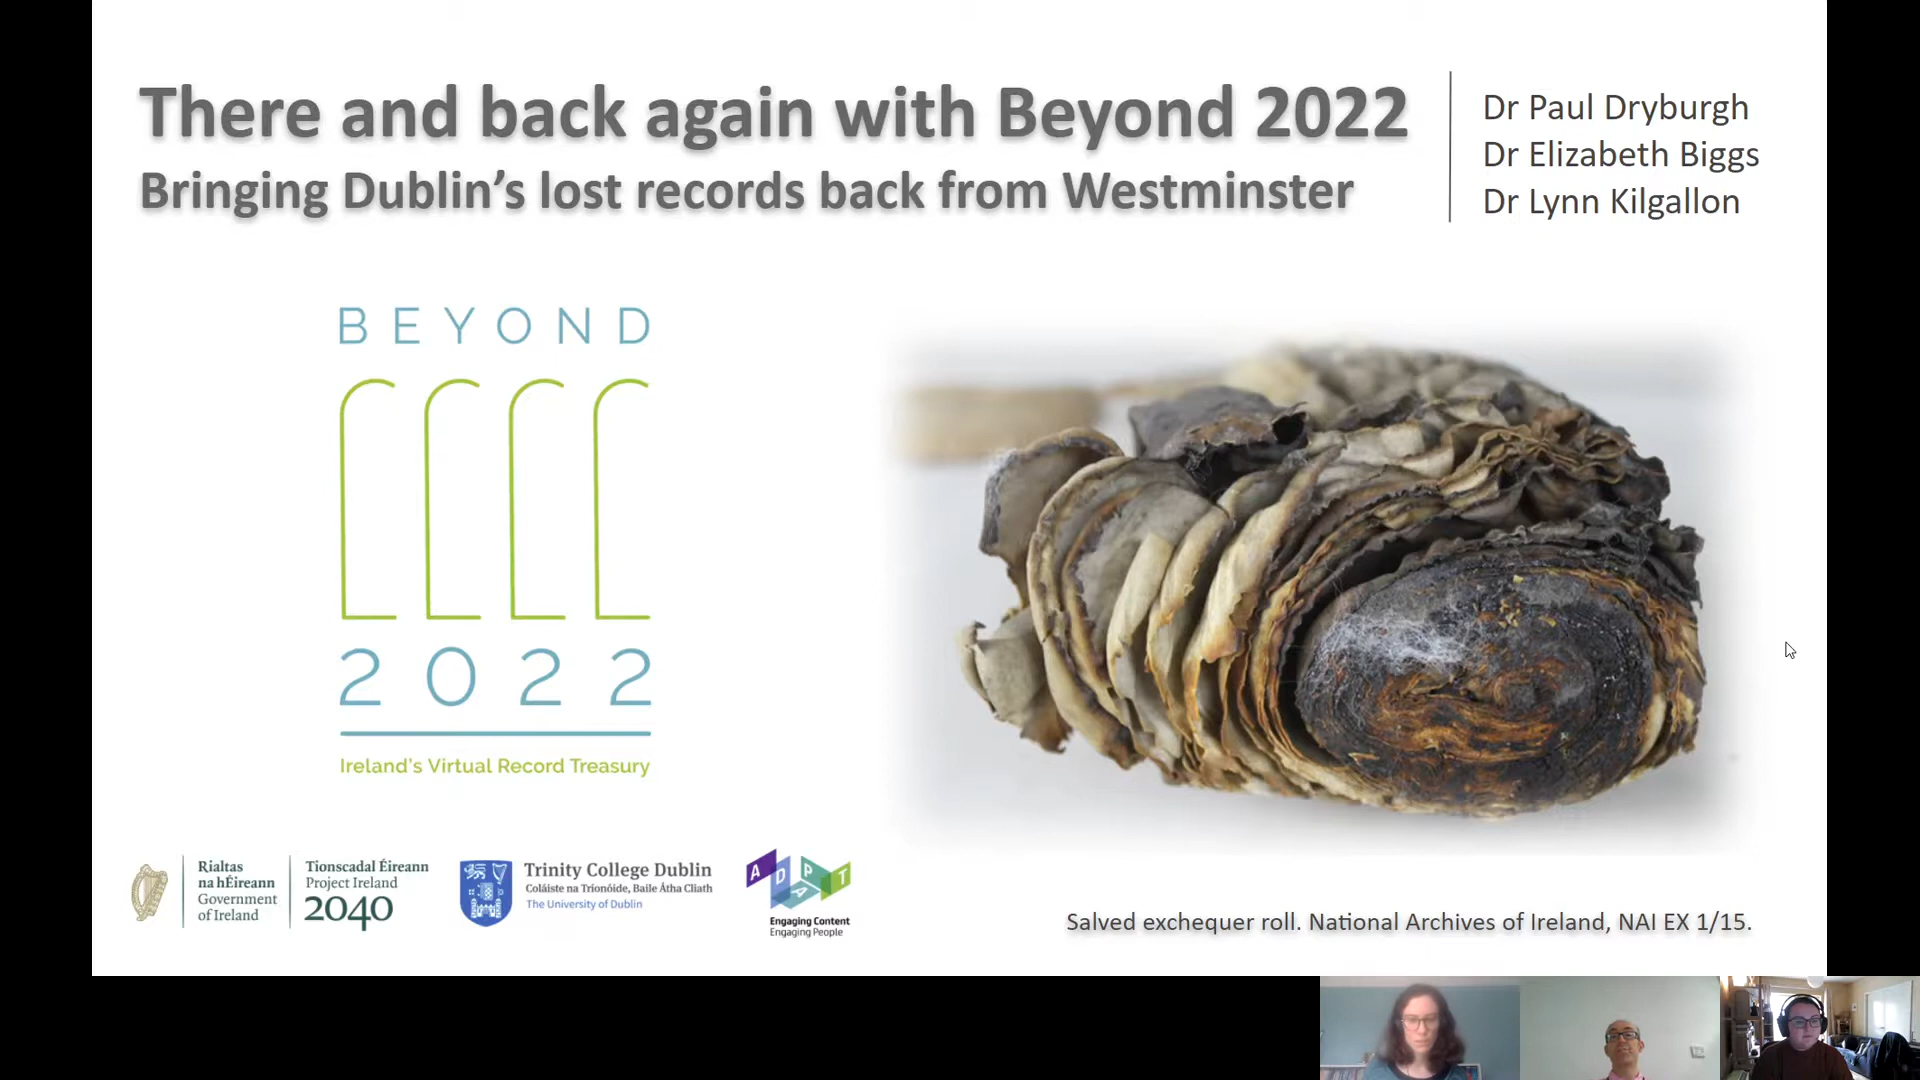 There and back again with Beyond 2022
Bringing Dublin's lost records back from Westminster
Dr Paul Dryburgh
Dr Elizabeth Biggs
Dr Lynn Kilgallon
BEYOND
2022
Ireland's Virtual Record Treasury
Rialtas
na hÉireann
Government
of Ireland
Tionscadal Éireann
Project Ireland
2040
Trinity College Dublin
Coláiste na Tríonóide, Baile Átha Cliath
The University of Dublin
ADAPT
Engaging Content
Engaging People
Salved exchequer roll. National Archives of Ireland, NAI EX 1/15.